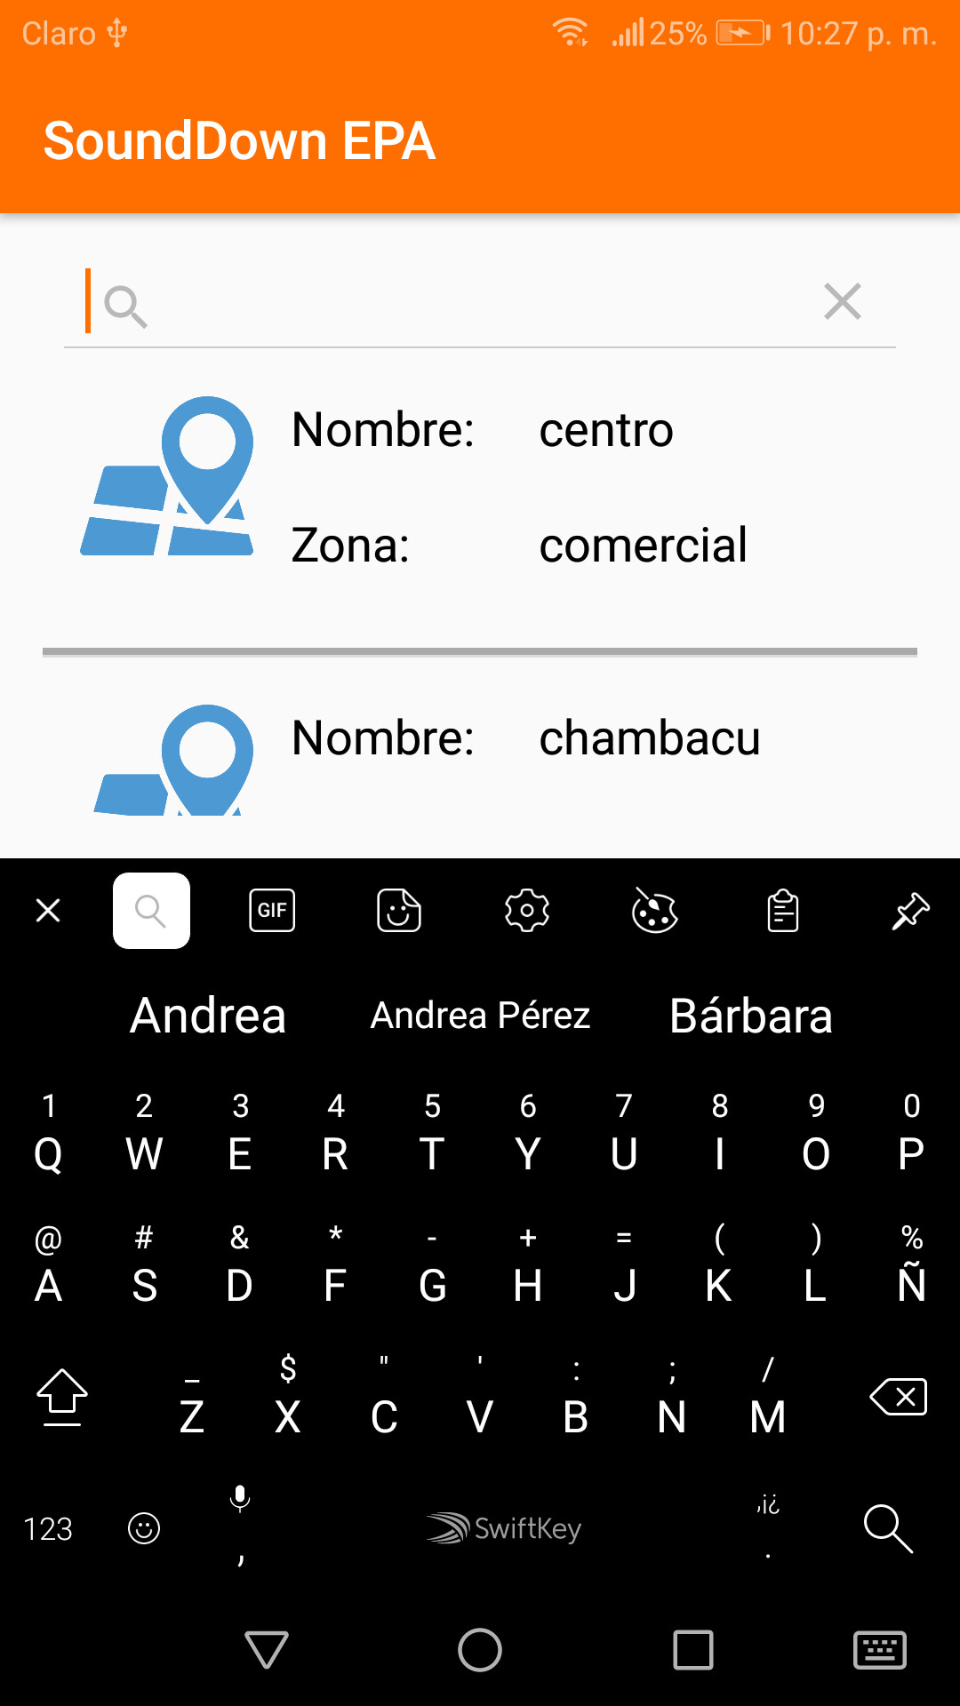 Claro 25% 10:27 p. m.
SoundDown EPA
Nombre: centro
Zona: comercial
Nombre: chambacu
GIF
Andrea Andrea Pérez Bárbara
1 2 3 4 5 6 7 8 9 0
Q W E R T Y U I O P
@ # & * - + = ( ) %
A S D F G H J K L Ñ
_ $ " ' : ; /
Z X C V B N M
,¡¿
123 , SwiftKey .